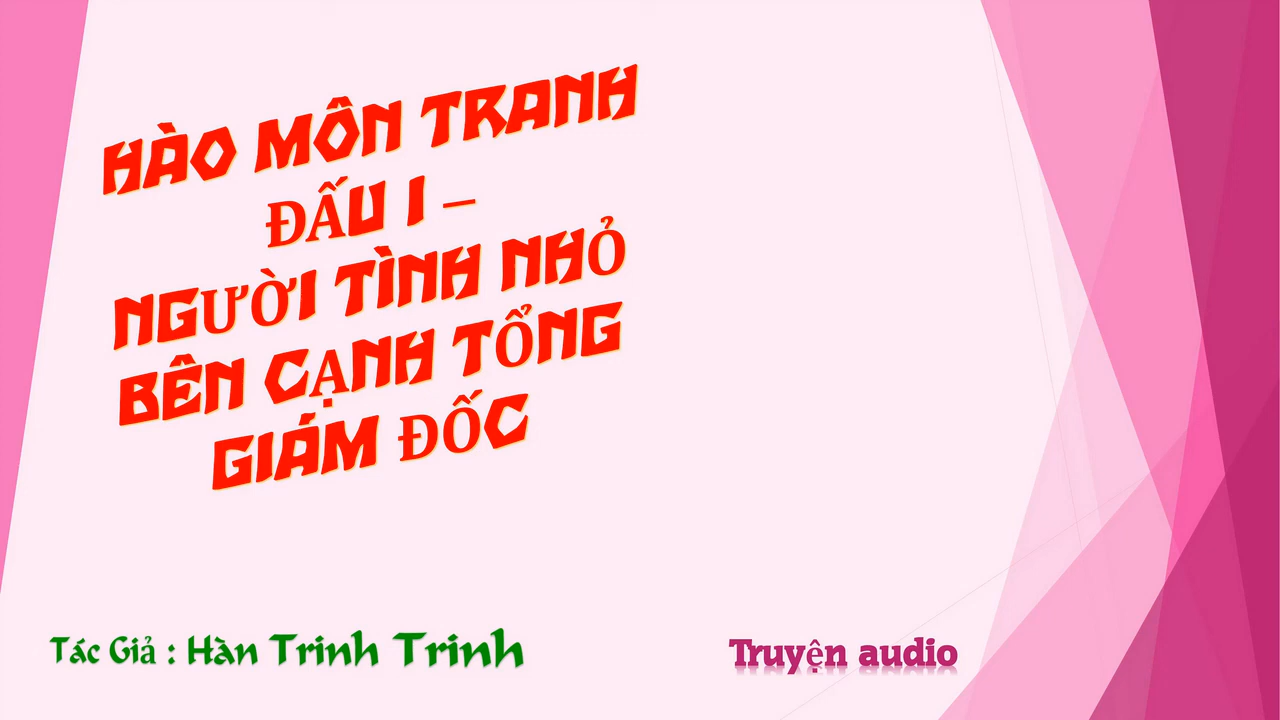 HÀO MÔN TRANH
ĐẤU I –
NGƯỜI TÌNH NHỎ
BÊN CẠNH TỔNG
GIÁM ĐỐC
Tác Giả : Hàn Trinh Trinh
Truyện audio